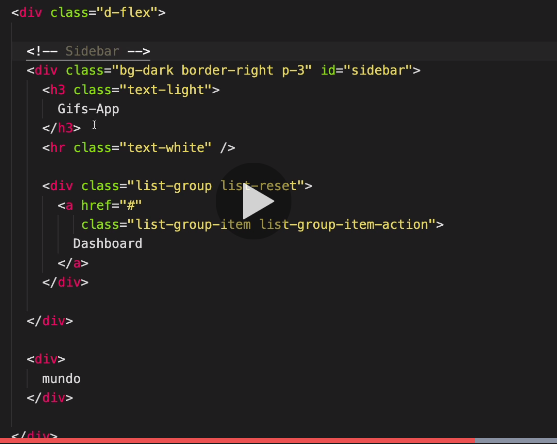 <div class="d-flex">
<!-- Sidebar -->
<div class="bg-dark border-right p-3" id="sidebar">
<h3 class="text-light">
Gifs-App
</h3>
<hr class="text-white" />
<div class="list-group list-reset">
<a href="#"
class="list-group-item list-group-item-action">
Dashboard
</a>
</div>
</div>
<div>
mundo
</div>
</div>